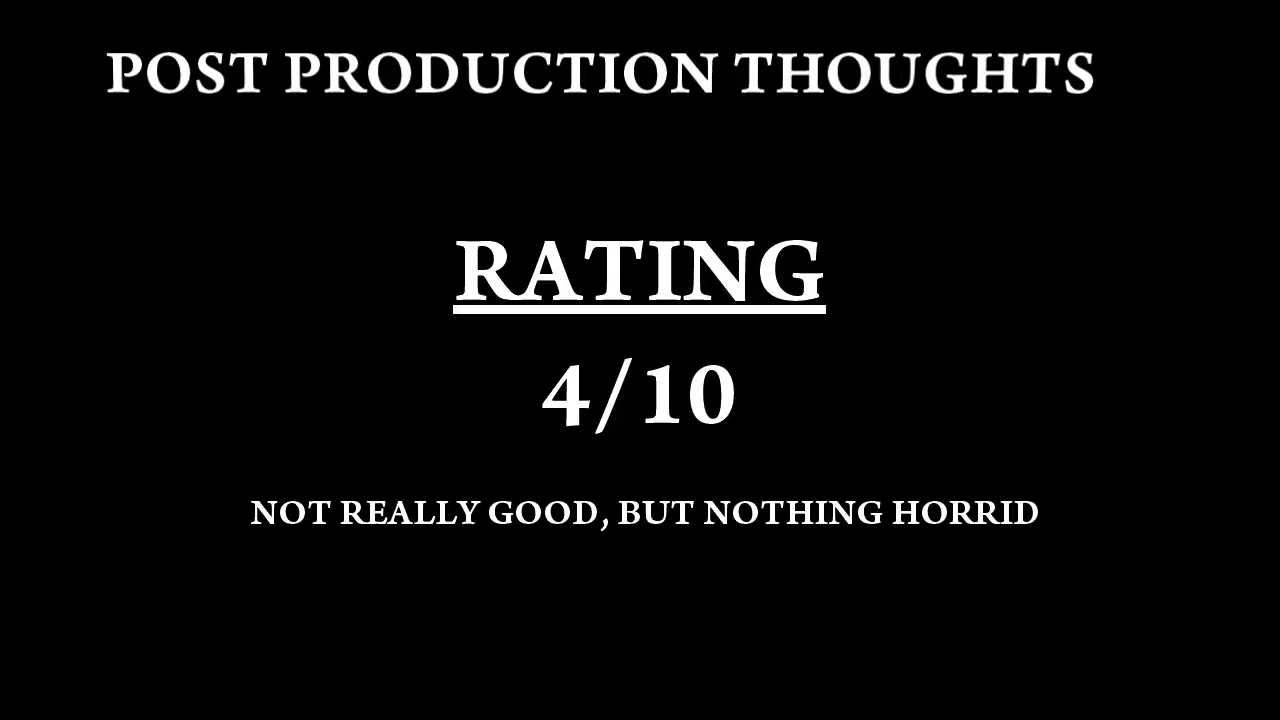 POST PRODUCTION THOUGHTS
RATING
4/10
NOT REALLY GOOD, BUT NOTHING HORRID